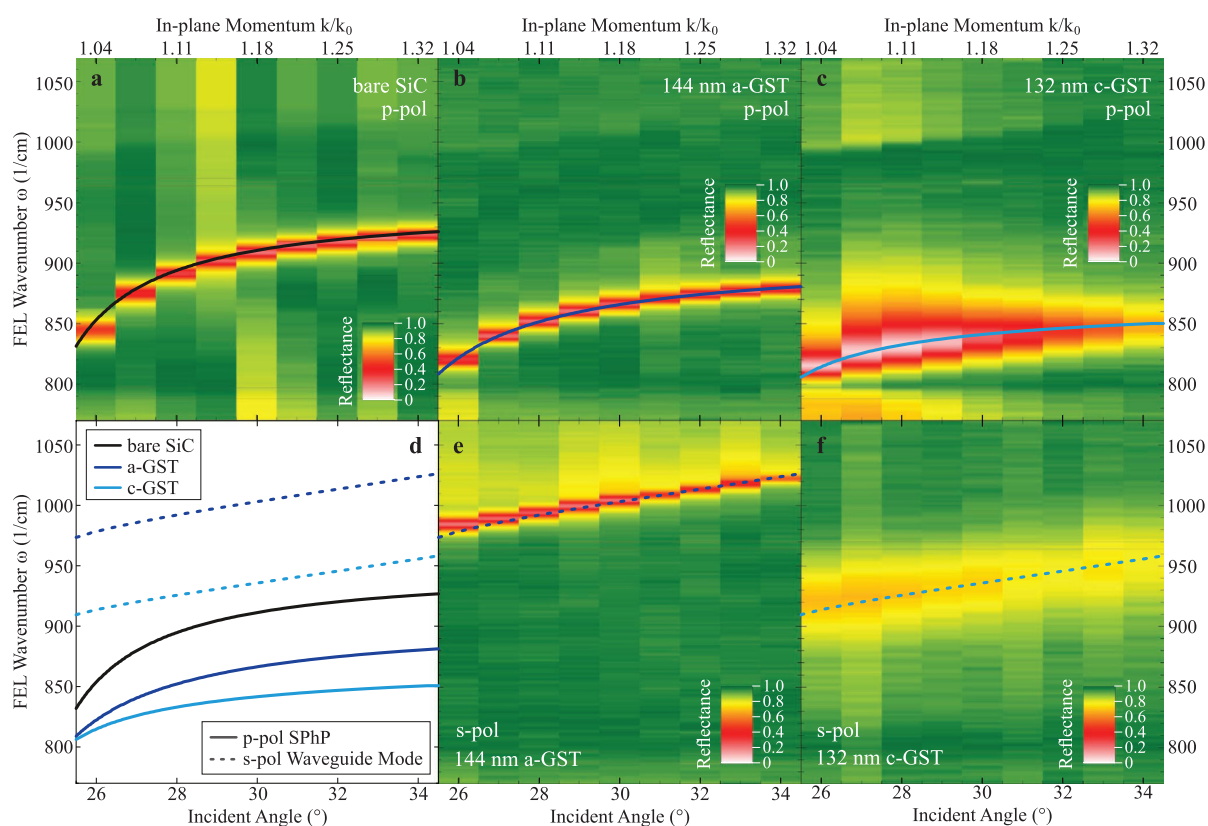 In-plane Momentum k/k0 In-plane Momentum k/k0 In-plane Momentum k/k0
1.04 1.11 1.18 1.25 1.32 1.04 1.11 1.18 1.25 1.32 1.04 1.11 1.18 1.25 1.32
a bare SiC
p-pol
b 144 nm a-GST
p-pol
c 132 nm c-GST
p-pol
FEL Wavenumber ω (1/cm)
1050
1000
950
900
850
800
Reflectance
1.0
0.8
0.6
0.4
0.2
0
Reflectance
1.0
0.8
0.6
0.4
0.2
0
Reflectance
1.0
0.8
0.6
0.4
0.2
0
1050
1000
950
900
850
800
d
bare SiC
a-GST
c-GST
p-pol SPhP
s-pol Waveguide Mode
FEL Wavenumber ω (1/cm)
1050
1000
950
900
850
800
e
s-pol
144 nm a-GST
Reflectance
1.0
0.8
0.6
0.4
0.2
0
f
s-pol
132 nm c-GST
Reflectance
1.0
0.8
0.6
0.4
0.2
0
1050
1000
950
900
850
800
26 28 30 32 34 26 28 30 32 34 26 28 30 32 34
Incident Angle (°) Incident Angle (°) Incident Angle (°)